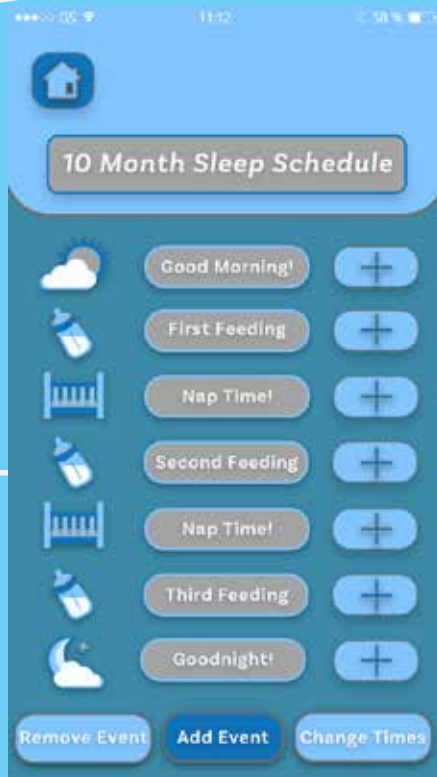 11:12
58 %
10 Month Sleep Schedule
Good Morning!
First Feeding
Nap Time!
Second Feeding
Nap Time!
Third Feeding
Goodnight!
Remove Event Add Event Change Times